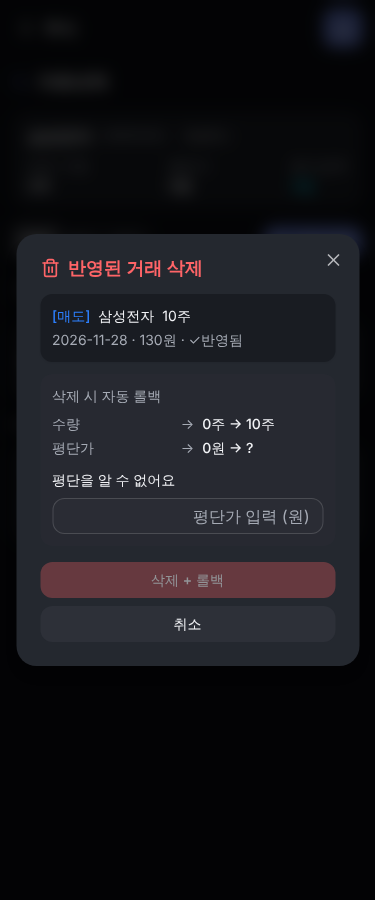 반영된 거래 삭제
[매도] 삼성전자 10주
2026-11-28 · 130원 · ✓반영됨
삭제 시 자동 롤백
수량 → 0주 → 10주
평단가 → 0원 → ?
평단을 알 수 없어요
평단가 입력 (원)
삭제 + 롤백
취소